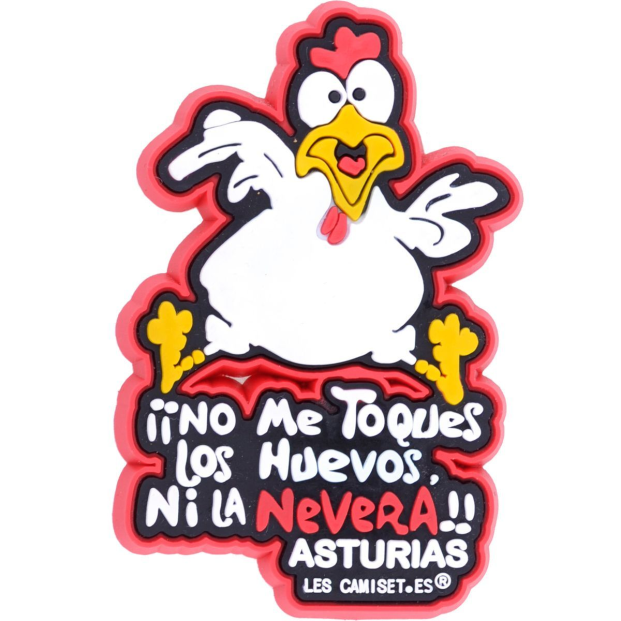 ¡¡NO Me TOQUes
LOS HUevos,
Ni LA NeVeRA!!
ASTURIAS
LES CAMISET.ES®